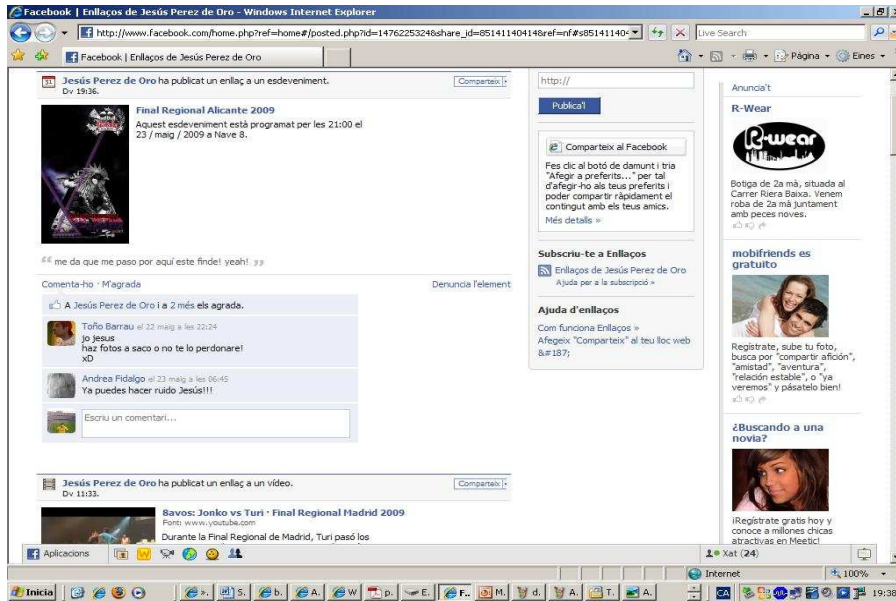 Facebook | Enllaços de Jesús Perez de Oro - Windows Internet Explorer
http://www.facebook.com/home.php?ref=home#/posted.php?id=1476225324&share_id=85141140414&ref=nf#s851411404
Live Search
Facebook | Enllaços de Jesús Perez de Oro
Página
Eines
Jesús Perez de Oro ha publicat un enllaç a un esdeveniment.
Comparteix
Dv 19:36.
Final Regional Alicante 2009
Aquest esdeveniment està programat per les 21:00 el
23 / maig / 2009 a Nave 8.
me da que me paso por aquí este finde! yeah!
Comenta-ho · M'agrada
Denuncia l'element
A Jesús Perez de Oro i a 2 més els agrada.
Toño Barrau el 22 maig a les 22:24
jo jesus
haz fotos a saco o no te lo perdonare!
xD
Andrea Fidalgo el 23 maig a les 06:45
Ya puedes hacer ruido Jesús!!!
Escriu un comentari...
Jesús Perez de Oro ha publicat un enllaç a un vídeo.
Comparteix
Dv 11:33.
8avos: Jonko vs Turi · Final Regional Madrid 2009
Font: www.youtube.com
Durante la Final Regional de Madrid, Turi pasó los
http://
Publica'l
Comparteix al Facebook
Fes clic al botó de damunt i tria
"Afegir a preferits..." per tal
d'afegir-ho als teus preferits i
poder compartir ràpidament el
contingut amb els teus amics.
Més detalls »
Subscriu-te a Enllaços
Enllaços de Jesús Perez de Oro
Ajuda per a la subscripció »
Ajuda d'enllaços
Com funciona Enllaços »
Afegeix "Comparteix" al teu lloc web
&#187;
Anuncia't
R-Wear
R-wear
Botiga de 2a mà, situada al
Carrer Riera Baixa. Venem
roba de 2a mà juntament
amb peces noves.
mobifriends es
gratuito
Regístrate, sube tu foto,
busca por "compartir afición",
"amistad", "aventura",
"relación estable", o "ya
veremos" y pásatelo bien!
¿Buscando a una
novia?
¡Regístrate gratis hoy y
conoce a millones chicas
atractivas en Meetic!
Aplicacions
Xat (24)
Internet
100%
Inicia
S.
b.
A.
W
p.
E.
F..
M.
d.
A.
T.
A.
CA